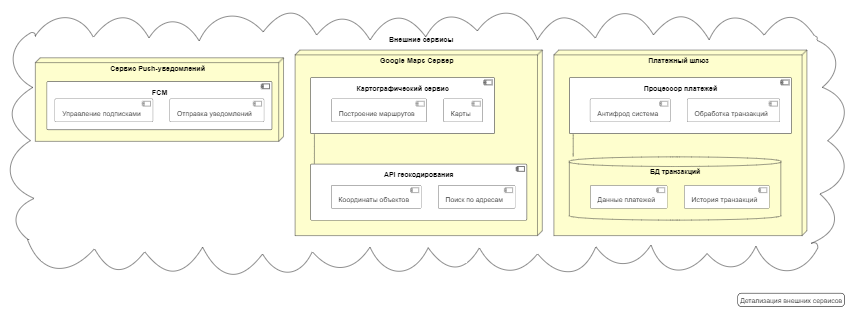 Внешние сервисы
Сервис Push-уведомлений
FCM
Управление подписками
Отправка уведомлений
Google Maps Сервер
Картографический сервис
Построение маршрутов
Карты
API геокодирования
Координаты объектов
Поиск по адресам
Платежный шлюз
Процессор платежей
Антифрод система
Обработка транзакций
БД транзакций
Данные платежей
История транзакций
Детализация внешних сервисов